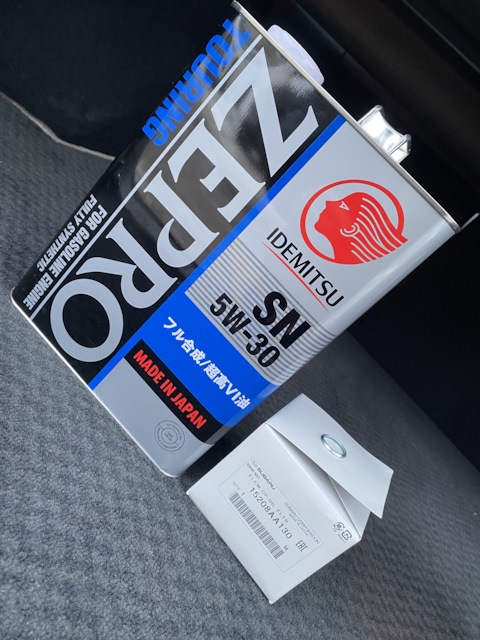 ZEPRO
TOURING
FOR GASOLINE ENGINE
FULLY SYNTHETIC
IDEMITSU
SN
5W-30
フル合成/超高VI油
MADE IN JAPAN
SUBARU
15208AA130
M
EAC